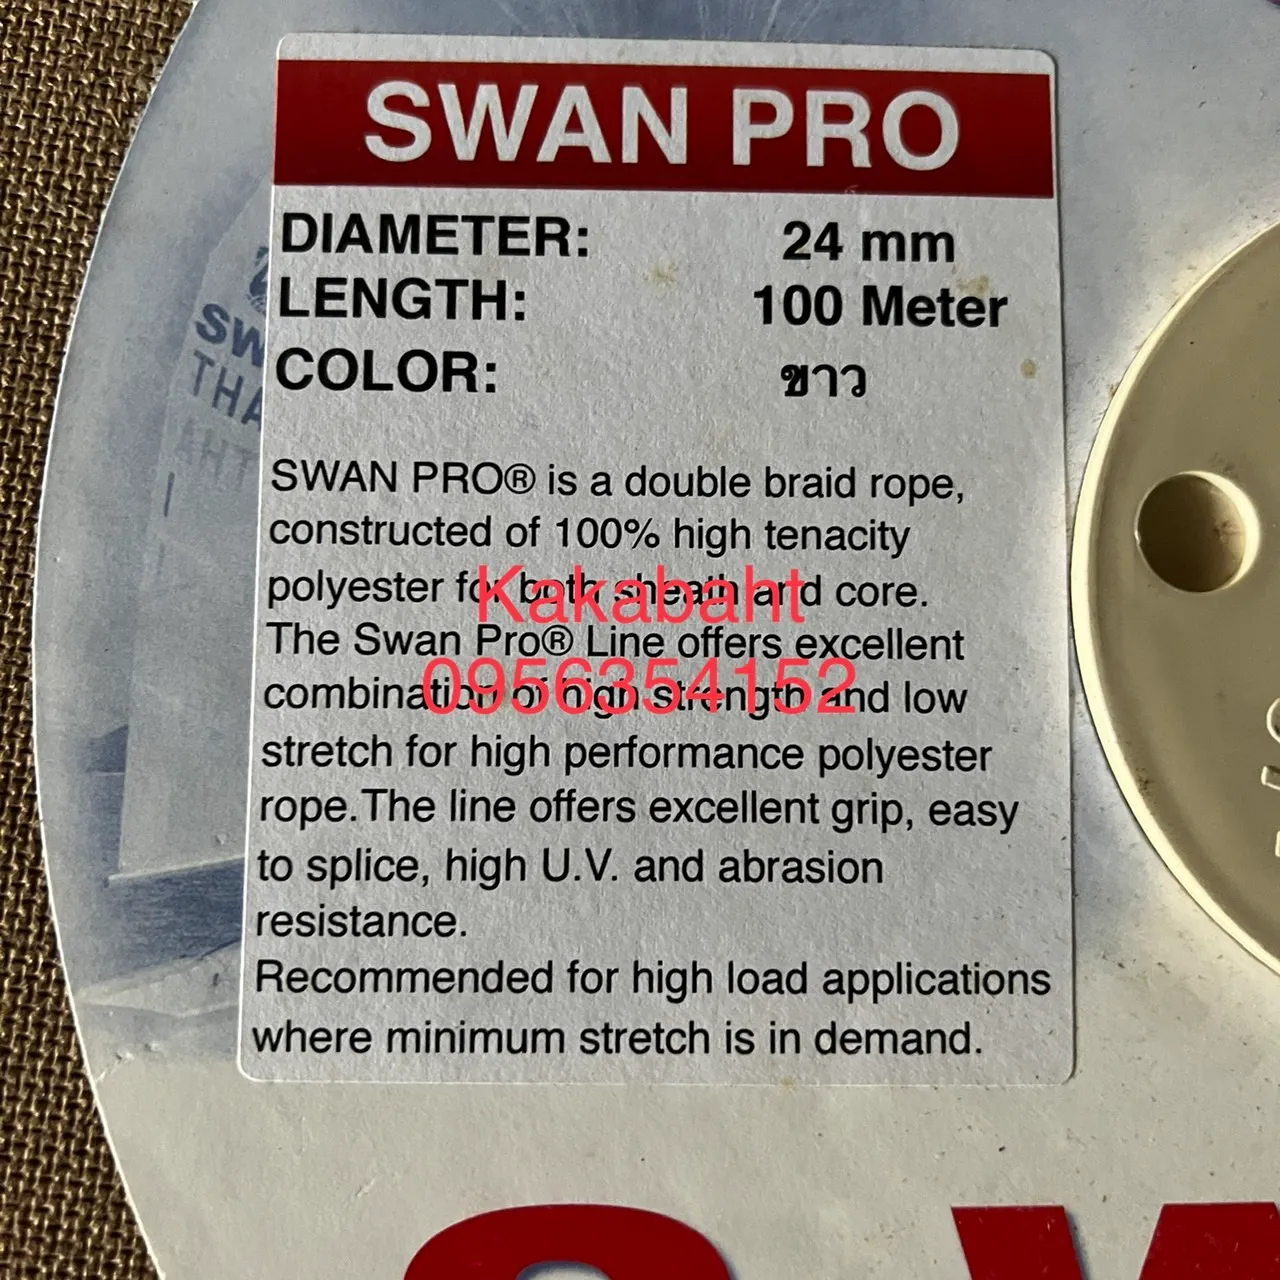 SWAN PRO
DIAMETER: 24 mm
LENGTH: 100 Meter
COLOR: ขาว
SWAN PRO® is a double braid rope,
constructed of 100% high tenacity
polyester for both sheath and core.
Kakabaht
The Swan Pro® Line offers excellent
combination of high strength and low
0956354152
stretch for high performance polyester
rope.The line offers excellent grip, easy
to splice, high U.V. and abrasion
resistance.
Recommended for high load applications
where minimum stretch is in demand.